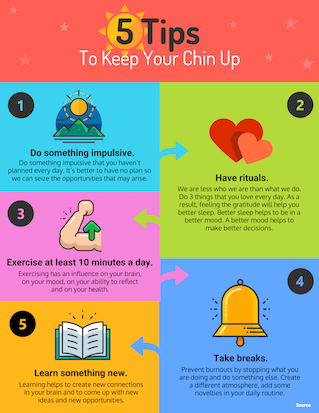 5 Tips
To Keep Your Chin Up
1
Do something impulsive.
Do something impulsive that you haven't
planned every day. It's better to have no plan so
we can seize the opportunities that may arise.
2
Have rituals.
We are less who we are than what we do.
Do 3 things that you love every day. As a
result, feeling the gratitude will help you
better sleep. Better sleep helps to be in a
better mood. A better mood helps to
make better decisions.
3
Exercise at least 10 minutes a day.
Exercising has an influence on your brain,
on your mood, on your ability to reflect
and on your health.
4
Take breaks.
Prevent burnouts by stopping what you
are doing and do something else. Create a
different atmosphere, add some
novelties in your daily routine.
5
Learn something new.
Learning helps to create new connections
in your brain and to come up with new
ideas and new opportunities.
Source